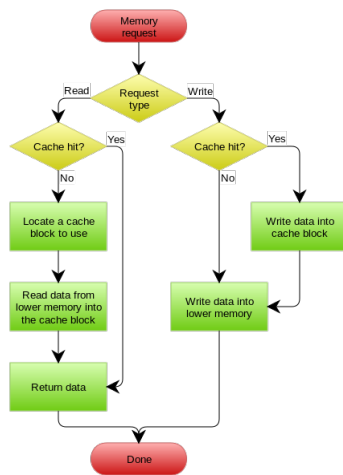 Memory
request
Read
Request
type
Write
Cache hit?
Yes
Cache hit?
Yes
No
No
Locate a cache
block to use
Write data into
cache block
Read data from
lower memory into
the cache block
Write data into
lower memory
Return data
Done